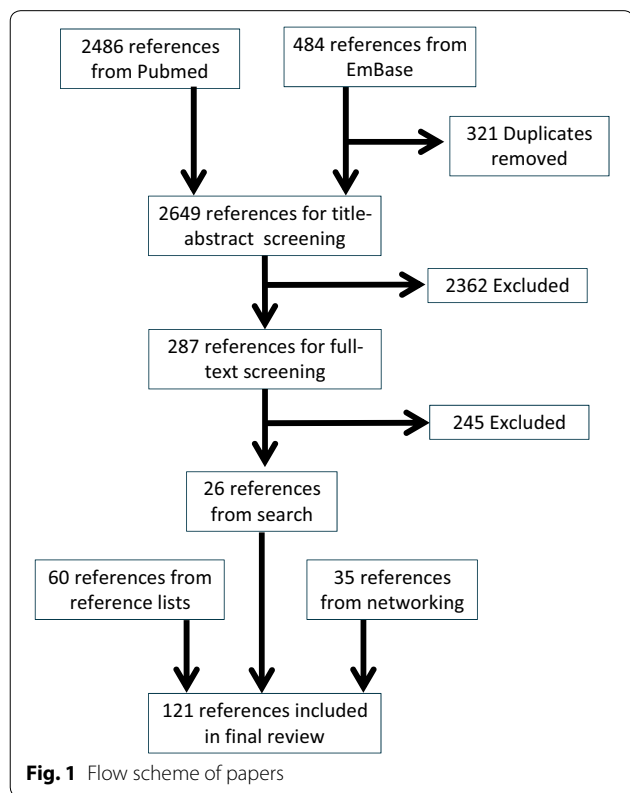 2486 references
from Pubmed
484 references from
EmBase
321 Duplicates
removed
2649 references for title-
abstract screening
2362 Excluded
287 references for full-
text screening
245 Excluded
26 references
from search
60 references from
reference lists
35 references
from networking
121 references included
in final review
Fig. 1 Flow scheme of papers